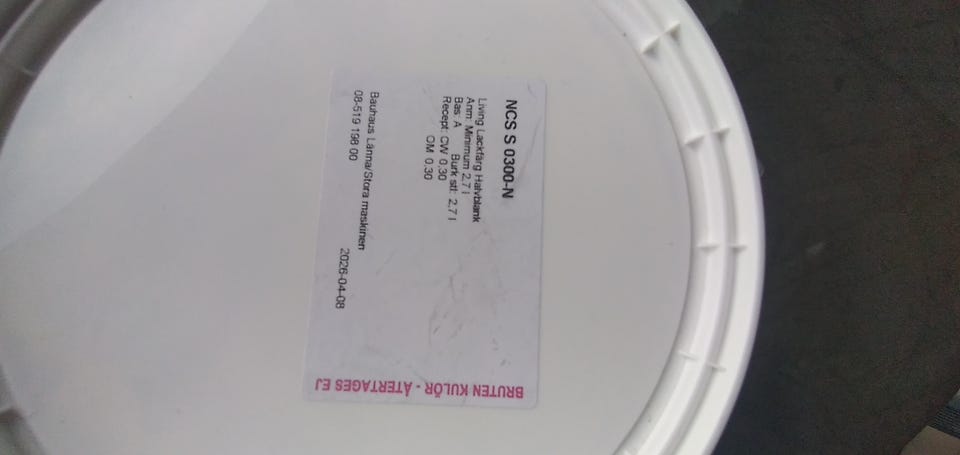 NCS S 0300-N
Living Lackfärg Halvblank
Anm: Minimum 2.7 l
Bas: A Burk stl: 2,7 l
Recept: CW 0,30
OM 0,30
Bauhaus Länna/Stora maskinen
08-519 198 00 2026-04-08
BRUTEN KULÖR - ÅTERTAGES EJ